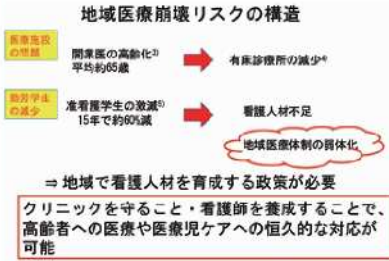 地域医療崩壊リスクの構造
医療施設
の問題
開業医の高齢化3)
平均約65歳
有床診療所の減少4)
勤労学生
の減少
准看護学生の激減5)
15年で約60%減
看護人材不足
地域医療体制の弱体化
⇒地域で看護人材を育成する政策が必要
クリニックを守ること・看護師を養成することで、
高齢者への医療や医療児ケアへの恒久的な対応が
可能